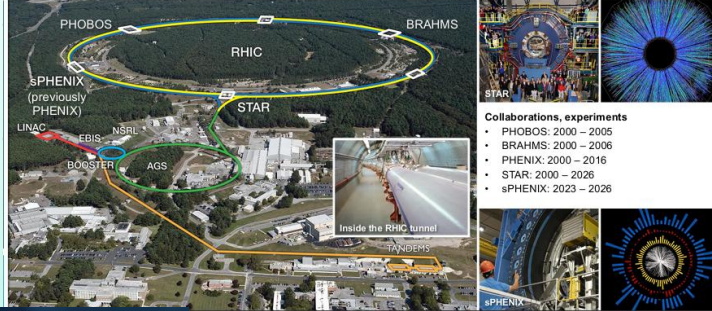 PHOBOS
BRAHMS
RHIC
sPHENIX
(previously
PHENIX)
STAR
LINAC
EBIS
NSRL
BOOSTER
AGS
Inside the RHIC tunnel
TANDEMS
STAR
Collaborations, experiments
• PHOBOS: 2000 – 2005
• BRAHMS: 2000 – 2006
• PHENIX: 2000 – 2016
• STAR: 2000 – 2026
• sPHENIX: 2023 – 2026
sPHENIX